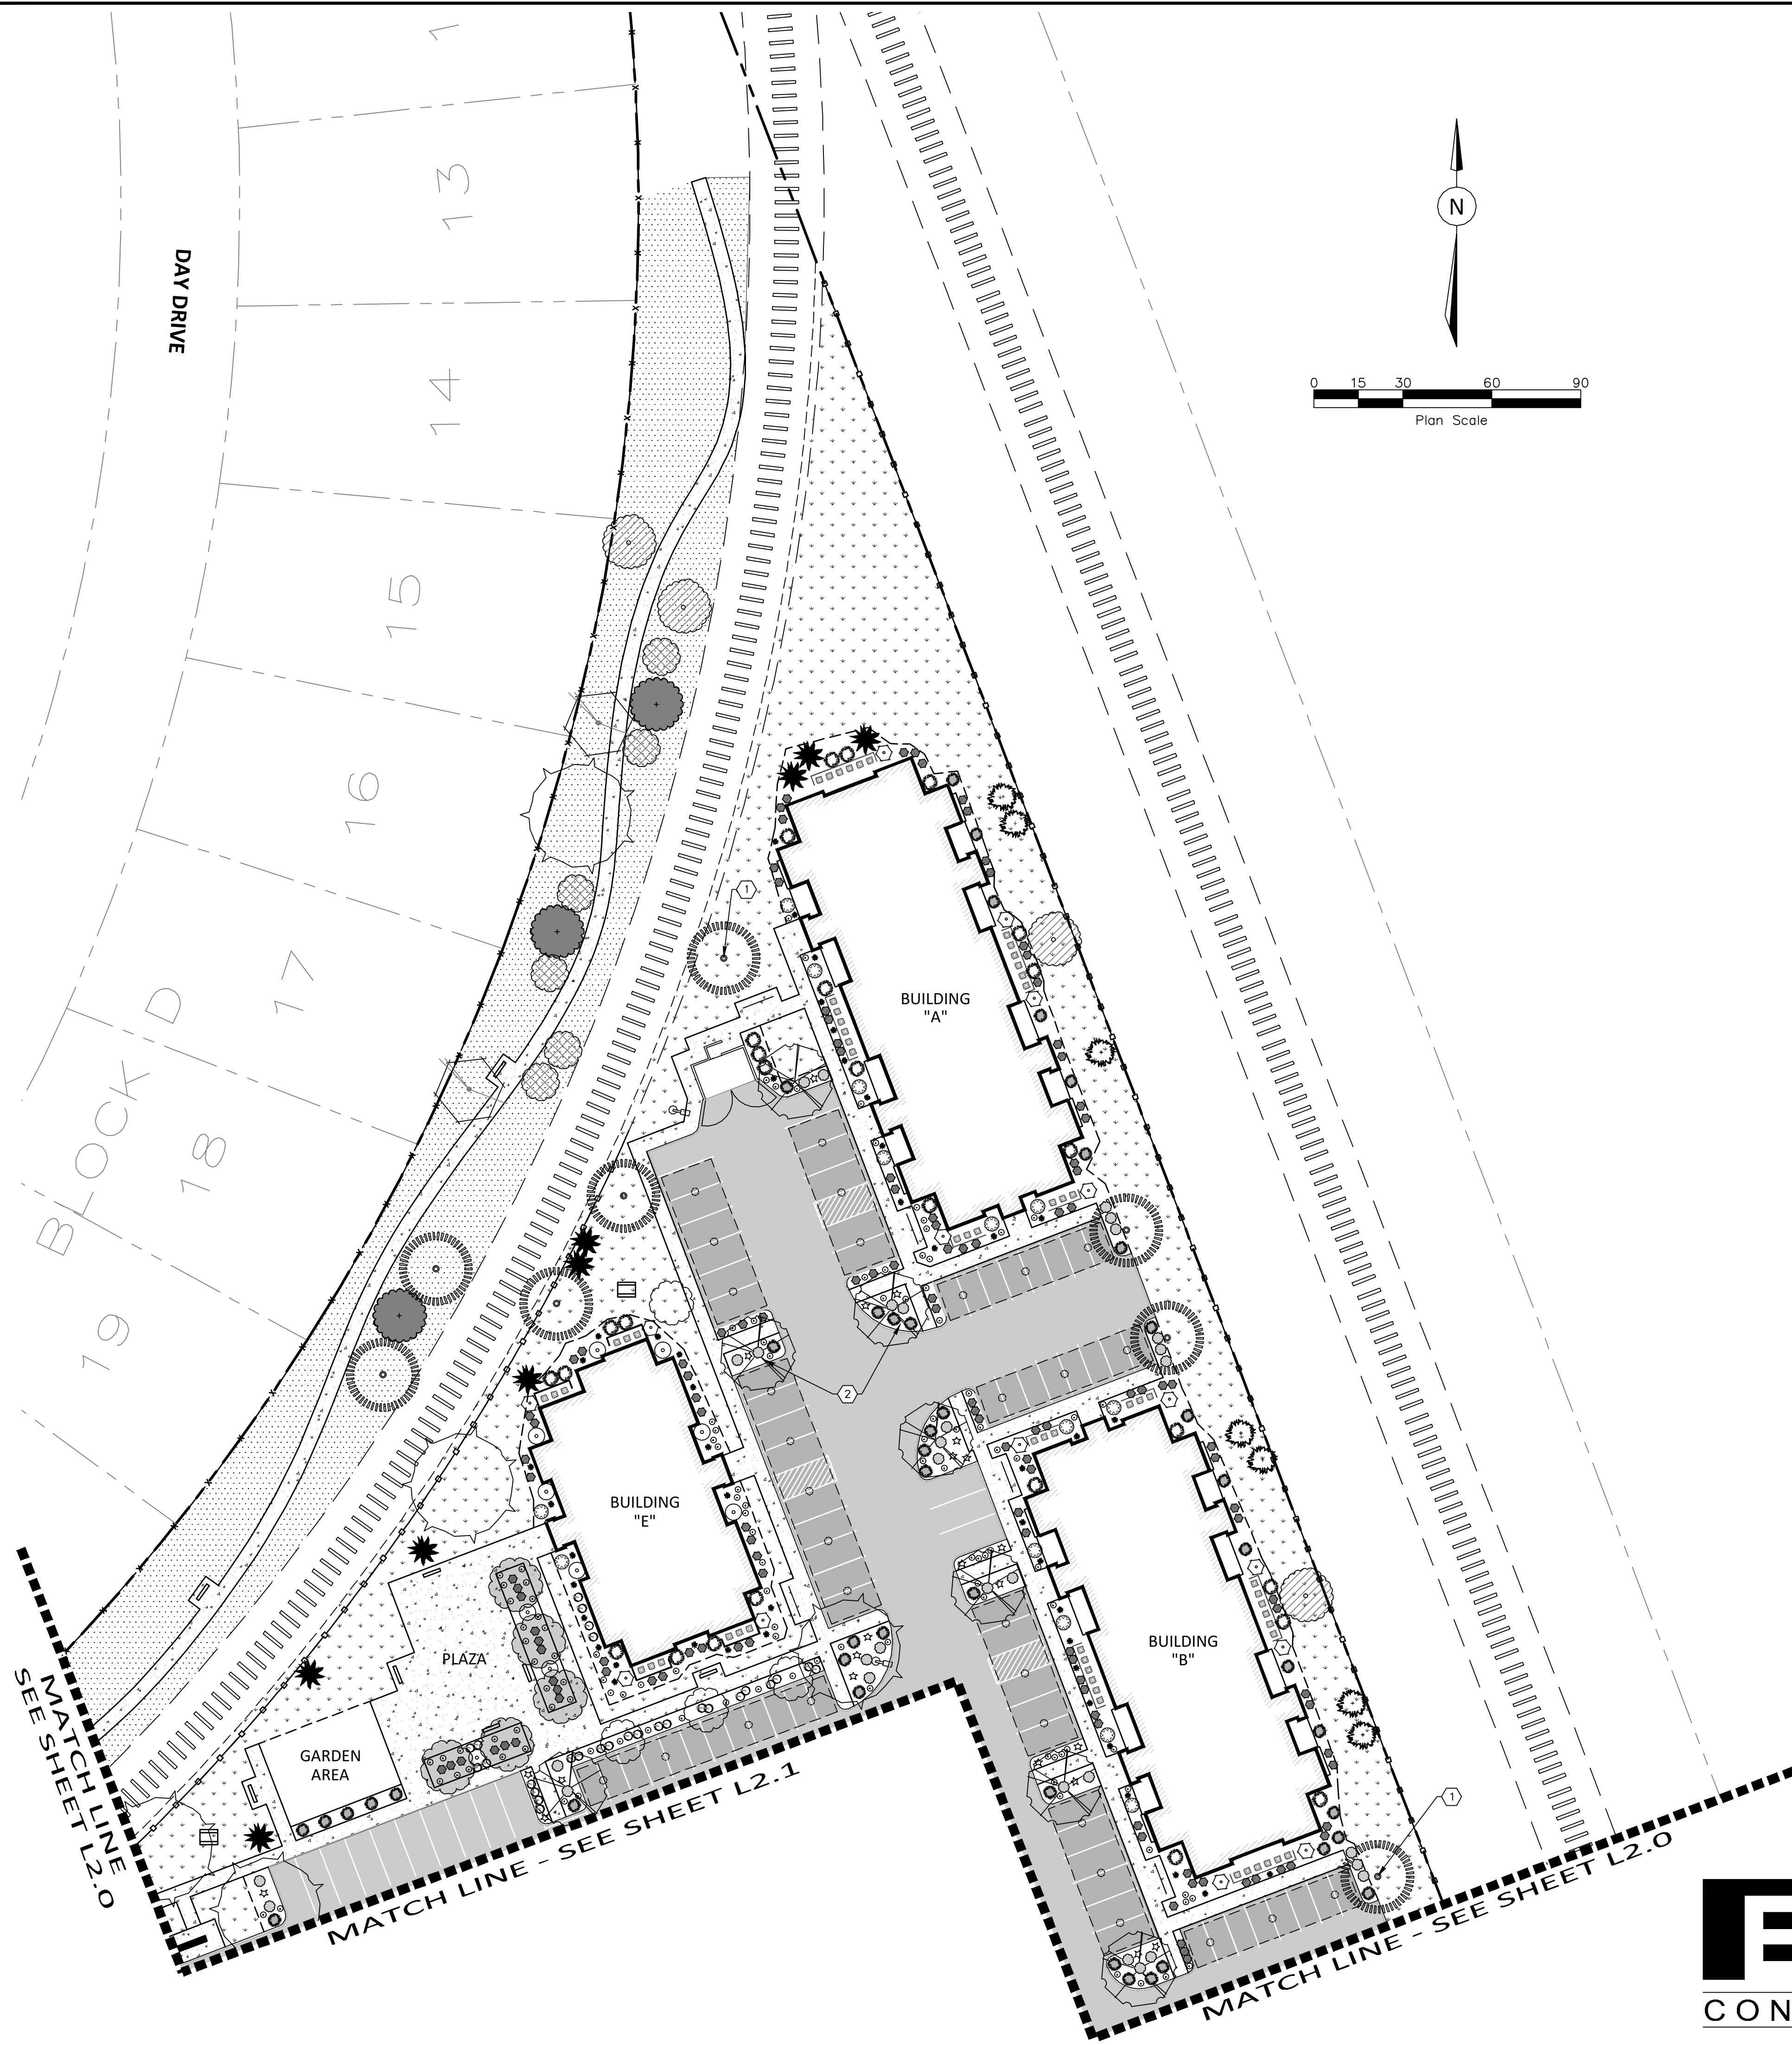 1
13
14
15
16
17
18
19
BLOCK D
DAY DRIVE
N
0 15 30 60 90
Plan Scale
1
BUILDING
"A"
2
BUILDING
"E"
BUILDING
"B"
PLAZA
GARDEN
AREA
1
MATCH LINE
SEE SHEET L2.0
MATCH LINE - SEE SHEET L2.1
MATCH LINE - SEE SHEET L2.0
CON